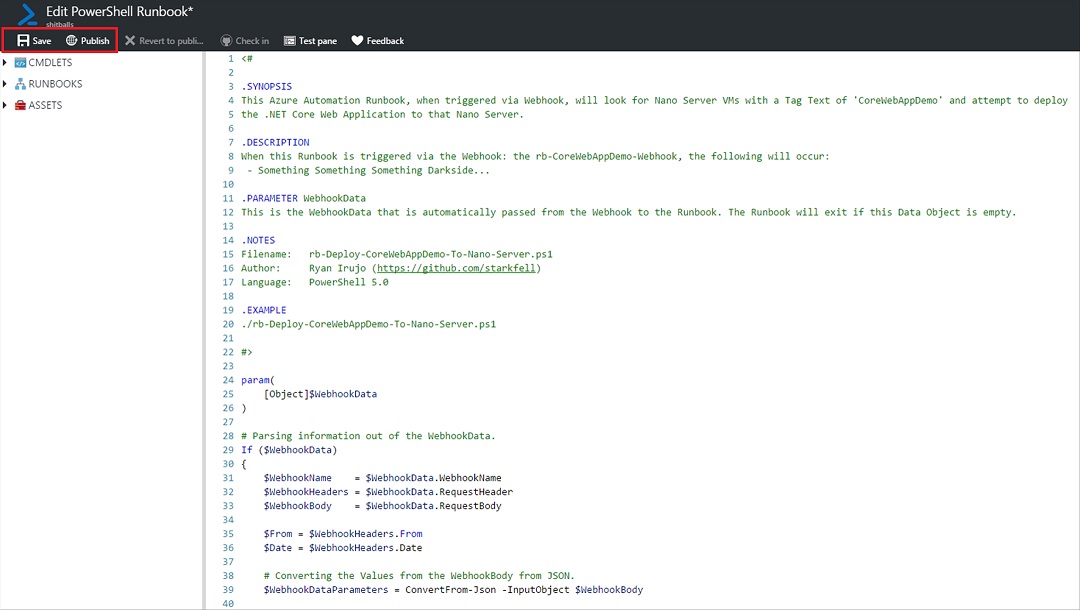 Edit PowerShell Runbook*
shitballs
Save Publish Revert to publi... Check in Test pane Feedback
CMDLETS
RUNBOOKS
ASSETS
1 <#
2
3 .SYNOPSIS
4 This Azure Automation Runbook, when triggered via Webhook, will look for Nano Server VMs with a Tag Text of 'CoreWebAppDemo' and attempt to deploy
5 the .NET Core Web Application to that Nano Server.
6
7 .DESCRIPTION
8 When this Runbook is triggered via the Webhook: the rb-CoreWebAppDemo-Webhook, the following will occur:
9  - Something Something Something Darkside...
10
11 .PARAMETER WebhookData
12 This is the WebhookData that is automatically passed from the Webhook to the Runbook. The Runbook will exit if this Data Object is empty.
13
14 .NOTES
15 Filename:   rb-Deploy-CoreWebAppDemo-To-Nano-Server.ps1
16 Author:     Ryan Irujo (https://github.com/starkfell)
17 Language:   PowerShell 5.0
18
19 .EXAMPLE
20 ./rb-Deploy-CoreWebAppDemo-To-Nano-Server.ps1
21
22 #>
23
24 param(
25     [Object]$WebhookData
26 )
27
28 # Parsing information out of the WebhookData.
29 If ($WebhookData)
30 {
31     $WebhookName    = $WebhookData.WebhookName
32     $WebhookHeaders = $WebhookData.RequestHeader
33     $WebhookBody    = $WebhookData.RequestBody
34
35     $From = $WebhookHeaders.From
36     $Date = $WebhookHeaders.Date
37
38     # Converting the Values from the WebhookBody from JSON.
39     $WebhookDataParameters = ConvertFrom-Json -InputObject $WebhookBody
40